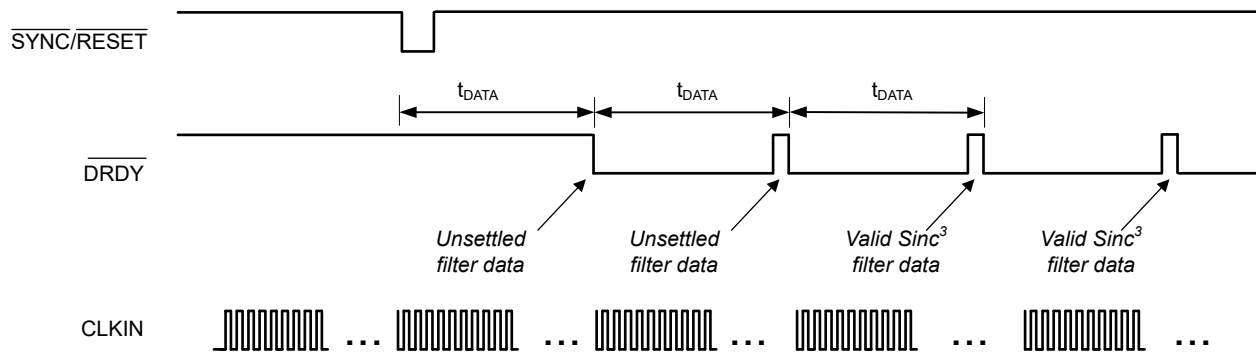 SYNC/RESET
tDATA tDATA tDATA
DRDY
Unsettled filter data
Unsettled filter data
Valid Sinc³ filter data
Valid Sinc³ filter data
CLKIN ... ... ... ... ...